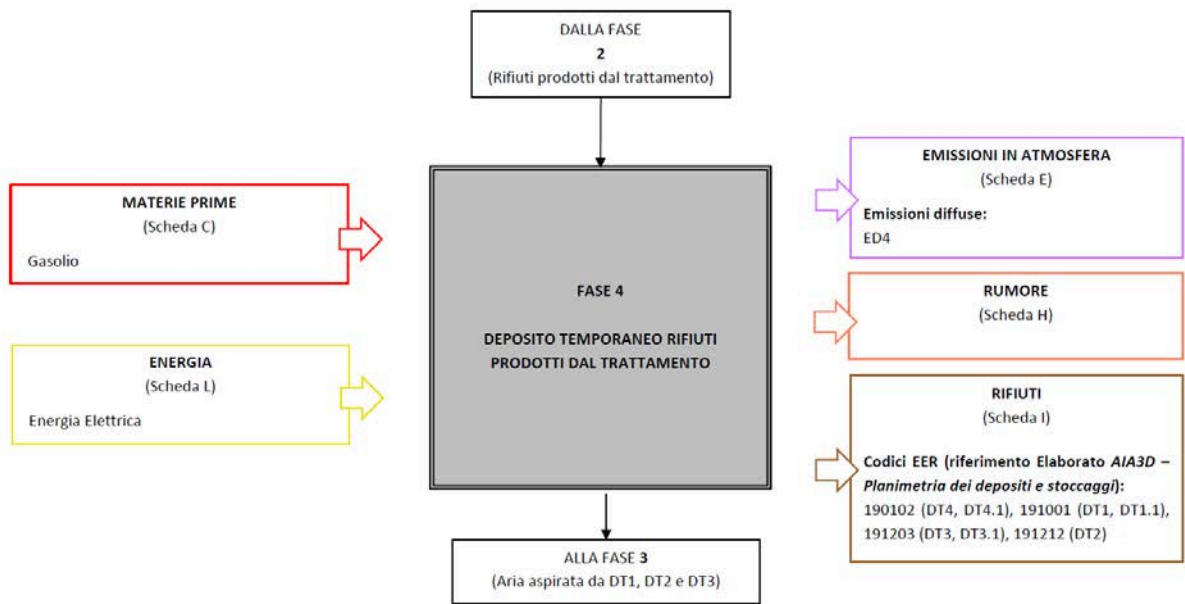 DALLA FASE
2
(Rifiuti prodotti dal trattamento)
MATERIE PRIME
(Scheda C)
Gasolio
ENERGIA
(Scheda L)
Energia Elettrica
FASE 4
DEPOSITO TEMPORANEO RIFIUTI
PRODOTTI DAL TRATTAMENTO
EMISSIONI IN ATMOSFERA
(Scheda E)
Emissioni diffuse:
ED4
RUMORE
(Scheda H)
RIFIUTI
(Scheda I)
Codici EER (riferimento Elaborato AIA3D –
Planimetria dei depositi e stoccaggi):
190102 (DT4, DT4.1), 191001 (DT1, DT1.1),
191203 (DT3, DT3.1), 191212 (DT2)
ALLA FASE 3
(Aria aspirata da DT1, DT2 e DT3)